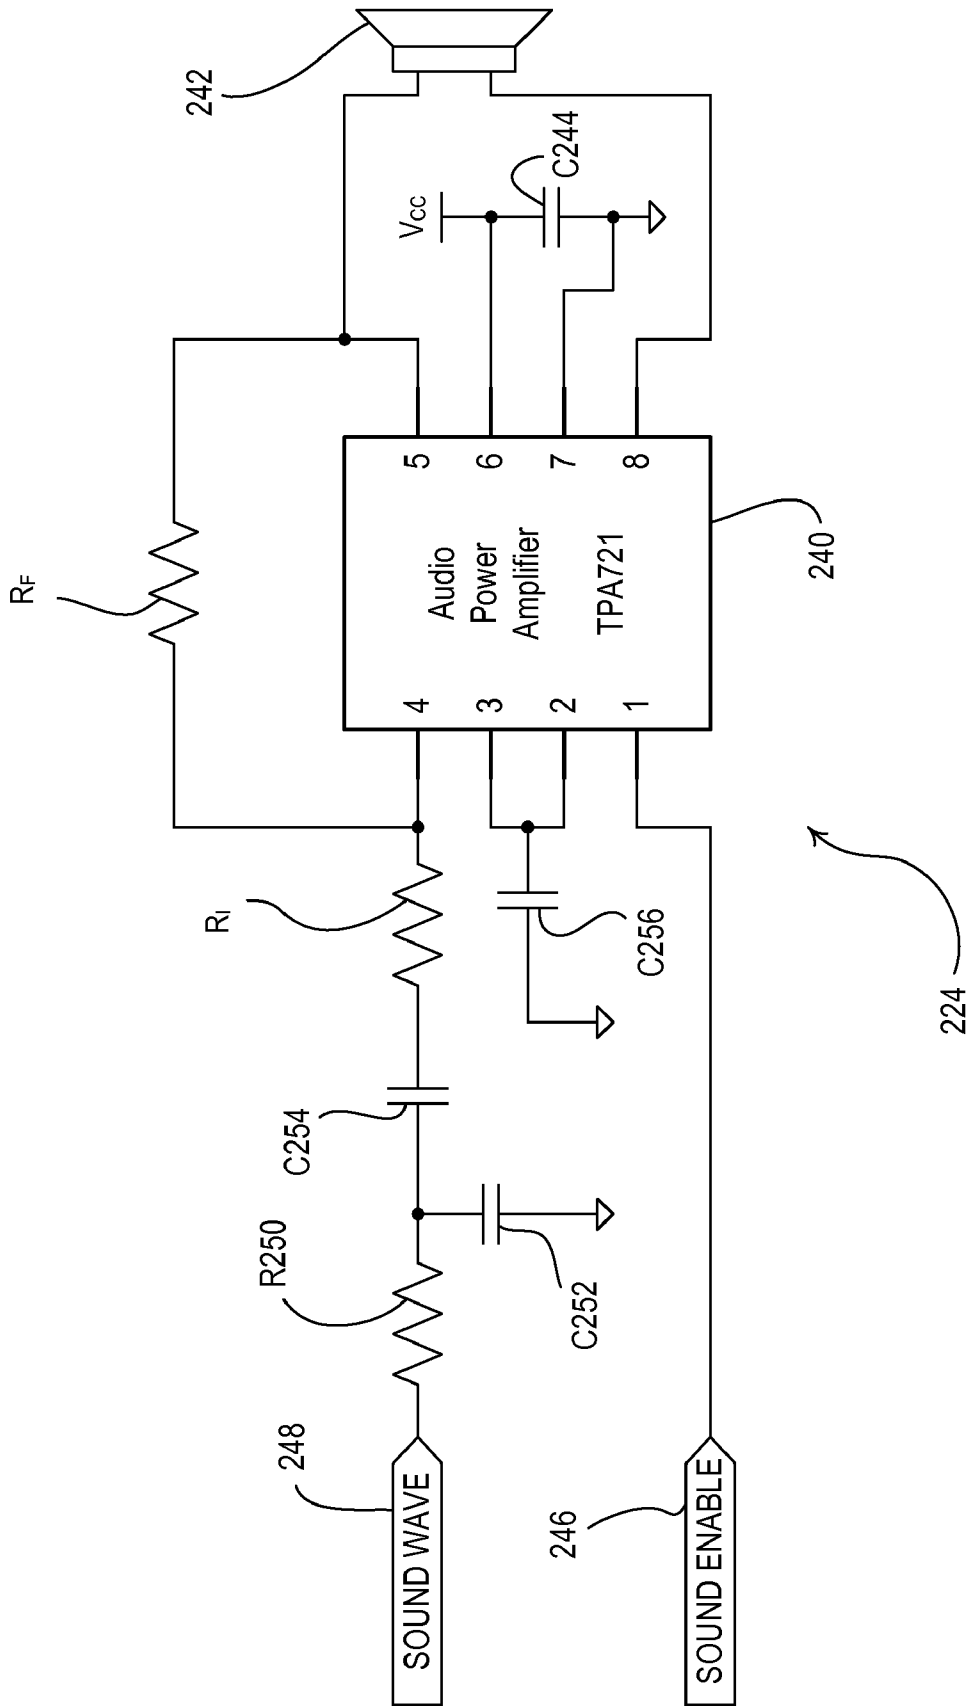 242
C244
Vcc
RF
5
6
7
8
Audio
Power
Amplifier
TPA721
240
4
3
2
1
RI
C256
C254
R250
C252
224
248
SOUND WAVE
246
SOUND ENABLE